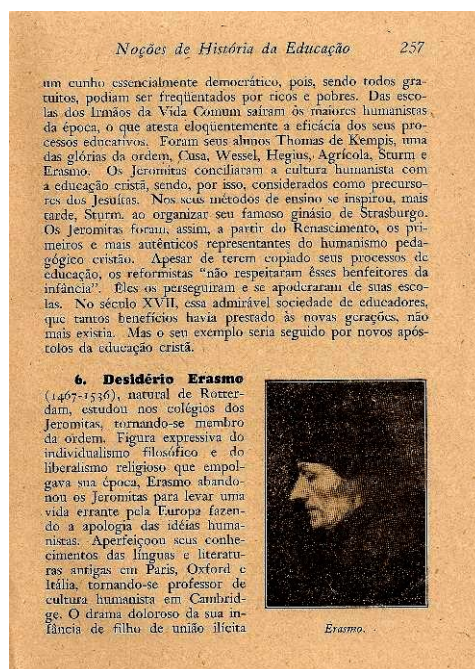 Noções de História da Educação 257
um cunho essencialmente democrático, pois, sendo todos gra-
tuitos, podiam ser freqüentados por ricos e pobres. Das esco-
las dos Irmãos da Vida Comum saíram os maiores humanistas
da época, o que atesta eloqüentemente a eficácia dos seus pro-
cessos educativos. Foram seus alunos Thomas de Kempis, uma
das glórias da ordem, Cusa, Wessel, Hegius, Agrícola, Sturm e
Erasmo. Os Jeromitas conciliaram a cultura humanista com
a educação cristã, sendo, por isso, considerados como precurso-
res dos Jesuítas. Nos seus métodos de ensino se inspirou, mais
tarde, Sturm, ao organizar seu famoso ginásio de Strasburgo.
Os Jeromitas foram, assim, a partir do Renascimento, os pri-
meiros e mais autênticos representantes do humanismo peda-
gógico cristão. Apesar de terem copiado seus processos de
educação, os reformistas “não respeitaram êsses benfeitores da
infância”. Êles os perseguiram e se apoderaram de suas esco-
las. No século XVII, essa admirável sociedade de educadores,
que tantos benefícios havia prestado às novas gerações, não
mais existia. Mas o seu exemplo seria seguido por novos após-
tolos da educação cristã.
6. Desidério Erasmo
(1467-1536), natural de Rotter-
dam, estudou nos colégios dos
Jeromitas, tornando-se membro
da ordem. Figura expressiva do
individualismo filosófico e do
liberalismo religioso que empol-
gava sua época, Erasmo abando-
nou os Jeromitas para levar uma
vida errante pela Europa fazen-
do a apologia das idéias huma-
nistas. Aperfeiçoou seus conhe-
cimentos das línguas e literatu-
ras antigas em Paris, Oxford e
Itália, tornando-se professor de
cultura humanista em Cambrid-
ge. O drama doloroso da sua in-
fância de filho de união ilícita
Erasmo.